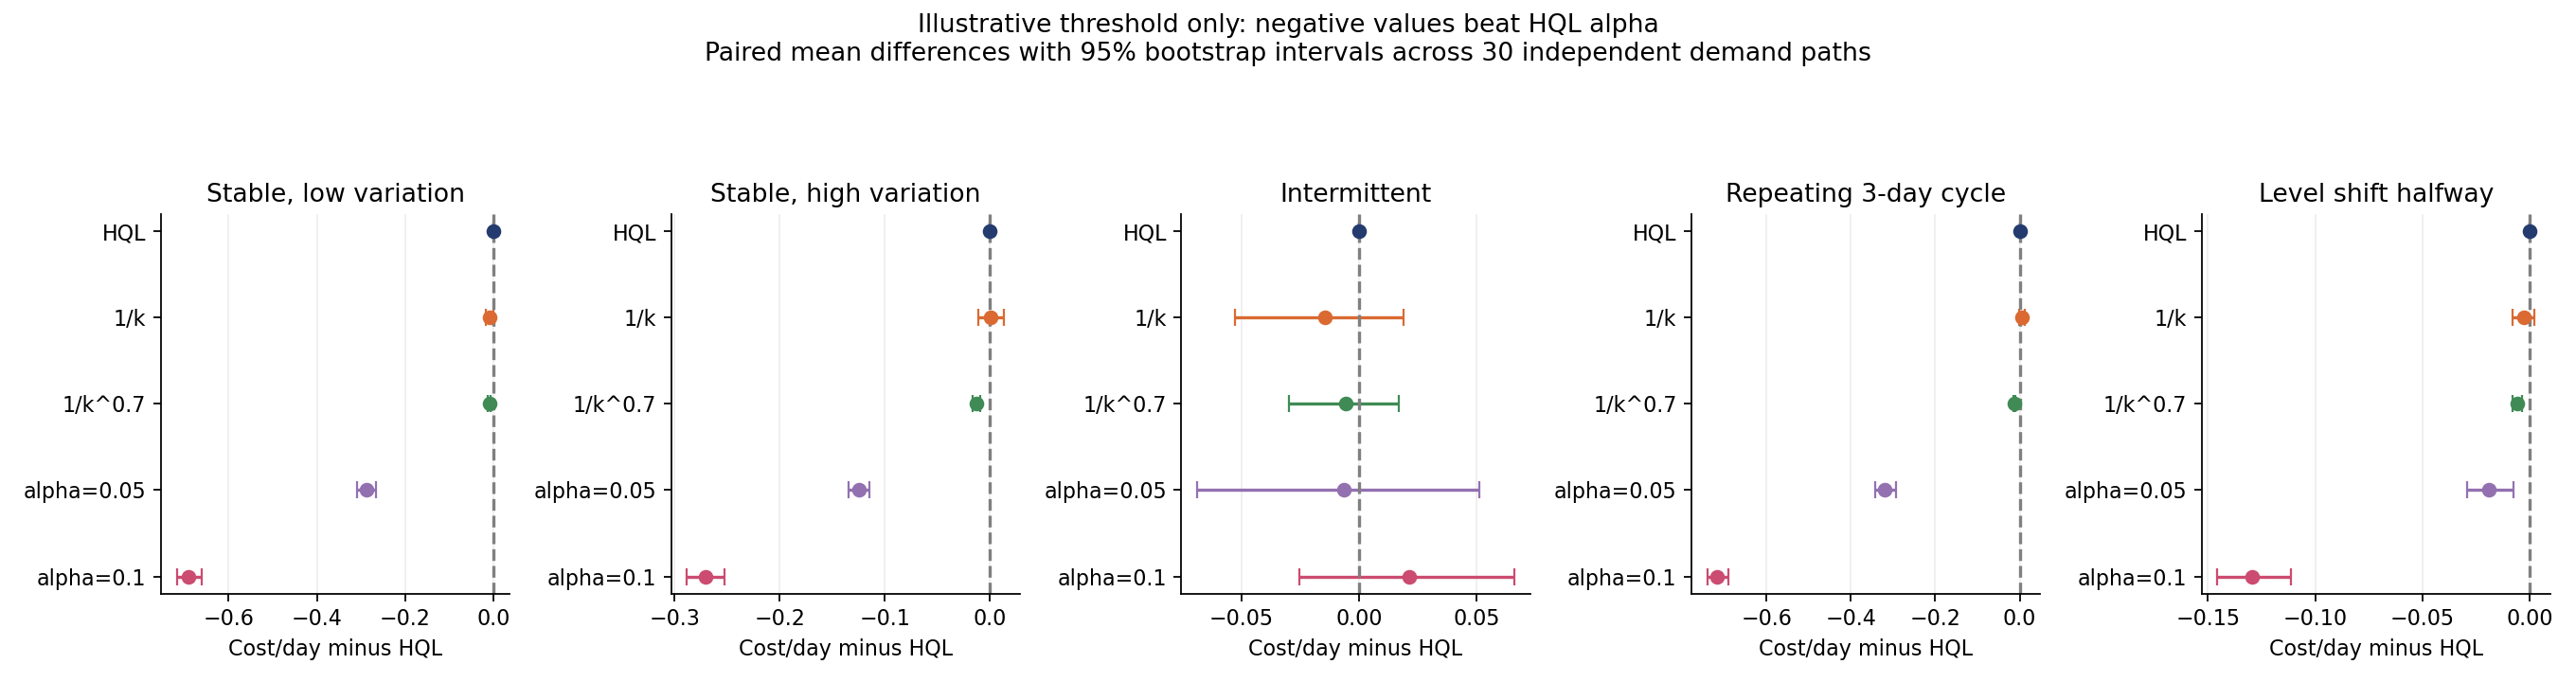 Illustrative threshold only: negative values beat HQL alpha
Paired mean differences with 95% bootstrap intervals across 30 independent demand paths
Stable, low variation
HQL
1/k
1/k^0.7
alpha=0.05
alpha=0.1
−0.6
−0.4
−0.2
0.0
Cost/day minus HQL
Stable, high variation
HQL
1/k
1/k^0.7
alpha=0.05
alpha=0.1
−0.3
−0.2
−0.1
0.0
Cost/day minus HQL
Intermittent
HQL
1/k
1/k^0.7
alpha=0.05
alpha=0.1
−0.05
0.00
0.05
Cost/day minus HQL
Repeating 3-day cycle
HQL
1/k
1/k^0.7
alpha=0.05
alpha=0.1
−0.6
−0.4
−0.2
0.0
Cost/day minus HQL
Level shift halfway
HQL
1/k
1/k^0.7
alpha=0.05
alpha=0.1
−0.15
−0.10
−0.05
0.00
Cost/day minus HQL